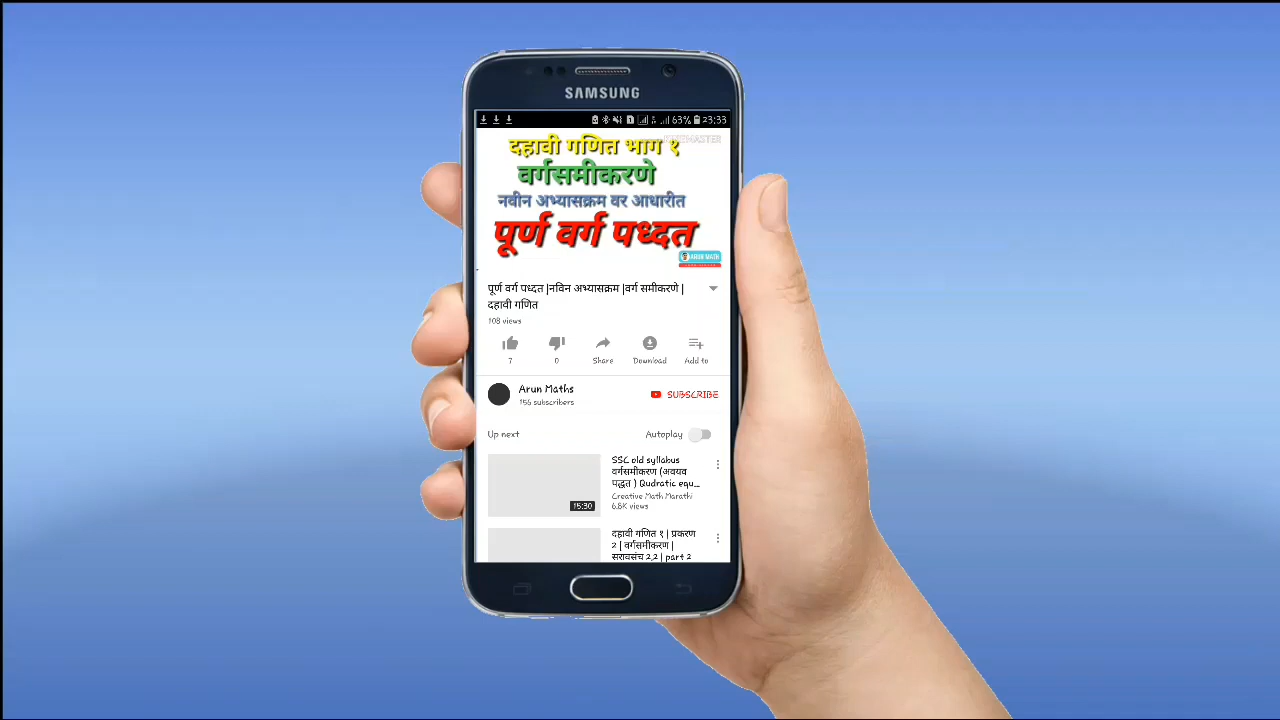 SAMSUNG
63% 23:33
KINEMASTER
दहावी गणित भाग १
वर्गसमीकरणे
नवीन अभ्यासक्रम वर आधारीत
पूर्ण वर्ग पध्दत
ARUN MATH
पूर्ण वर्ग पध्दत |नविन अभ्यासक्रम |वर्ग समीकरणे |
दहावी गणित
108 views
7 0 Share Download Add to
Arun Maths
156 subscribers
SUBSCRIBE
Up next Autoplay
SSC old syllabus
वर्गसमीकरण (अवयव
पद्धत ) Qudratic equ...
Creative Math Marathi
6.8K views
15:30
दहावी गणित १ | प्रकरण
2 | वर्गसमीकरण |
सरावसंच 2.2 | part 2